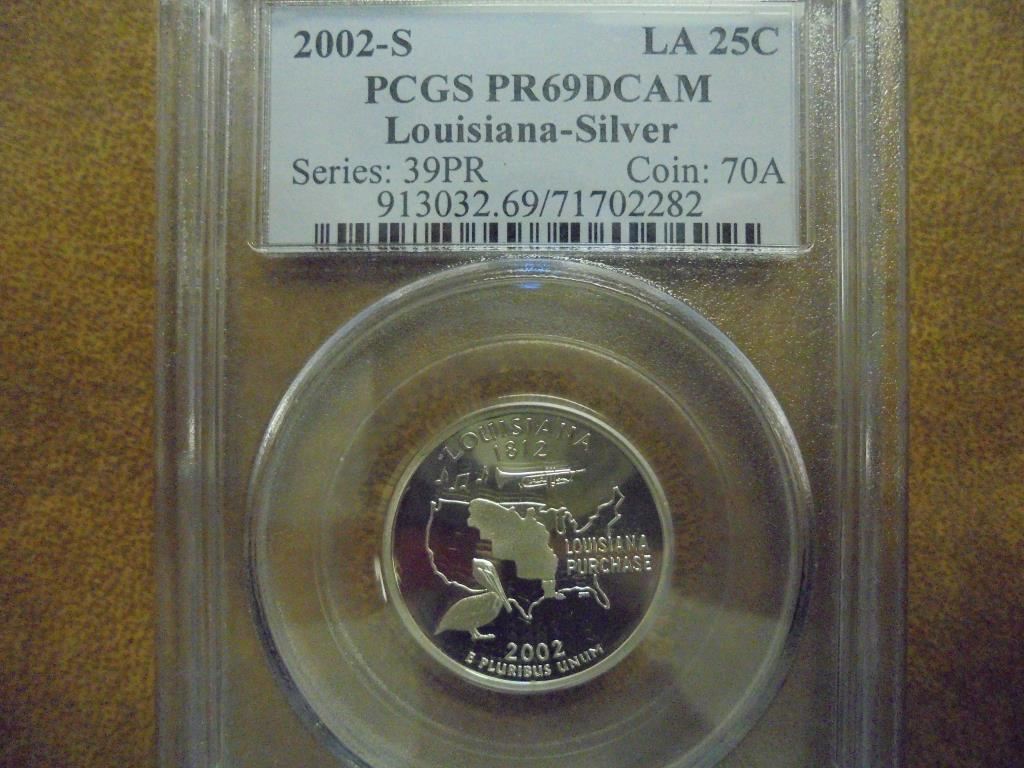 2002-S LA 25C
PCGS PR69DCAM
Louisiana-Silver
Series: 39PR Coin: 70A
913032.69/71702282
LOUISIANA
1812
LOUISIANA
PURCHASE
2002
E PLURIBUS UNUM